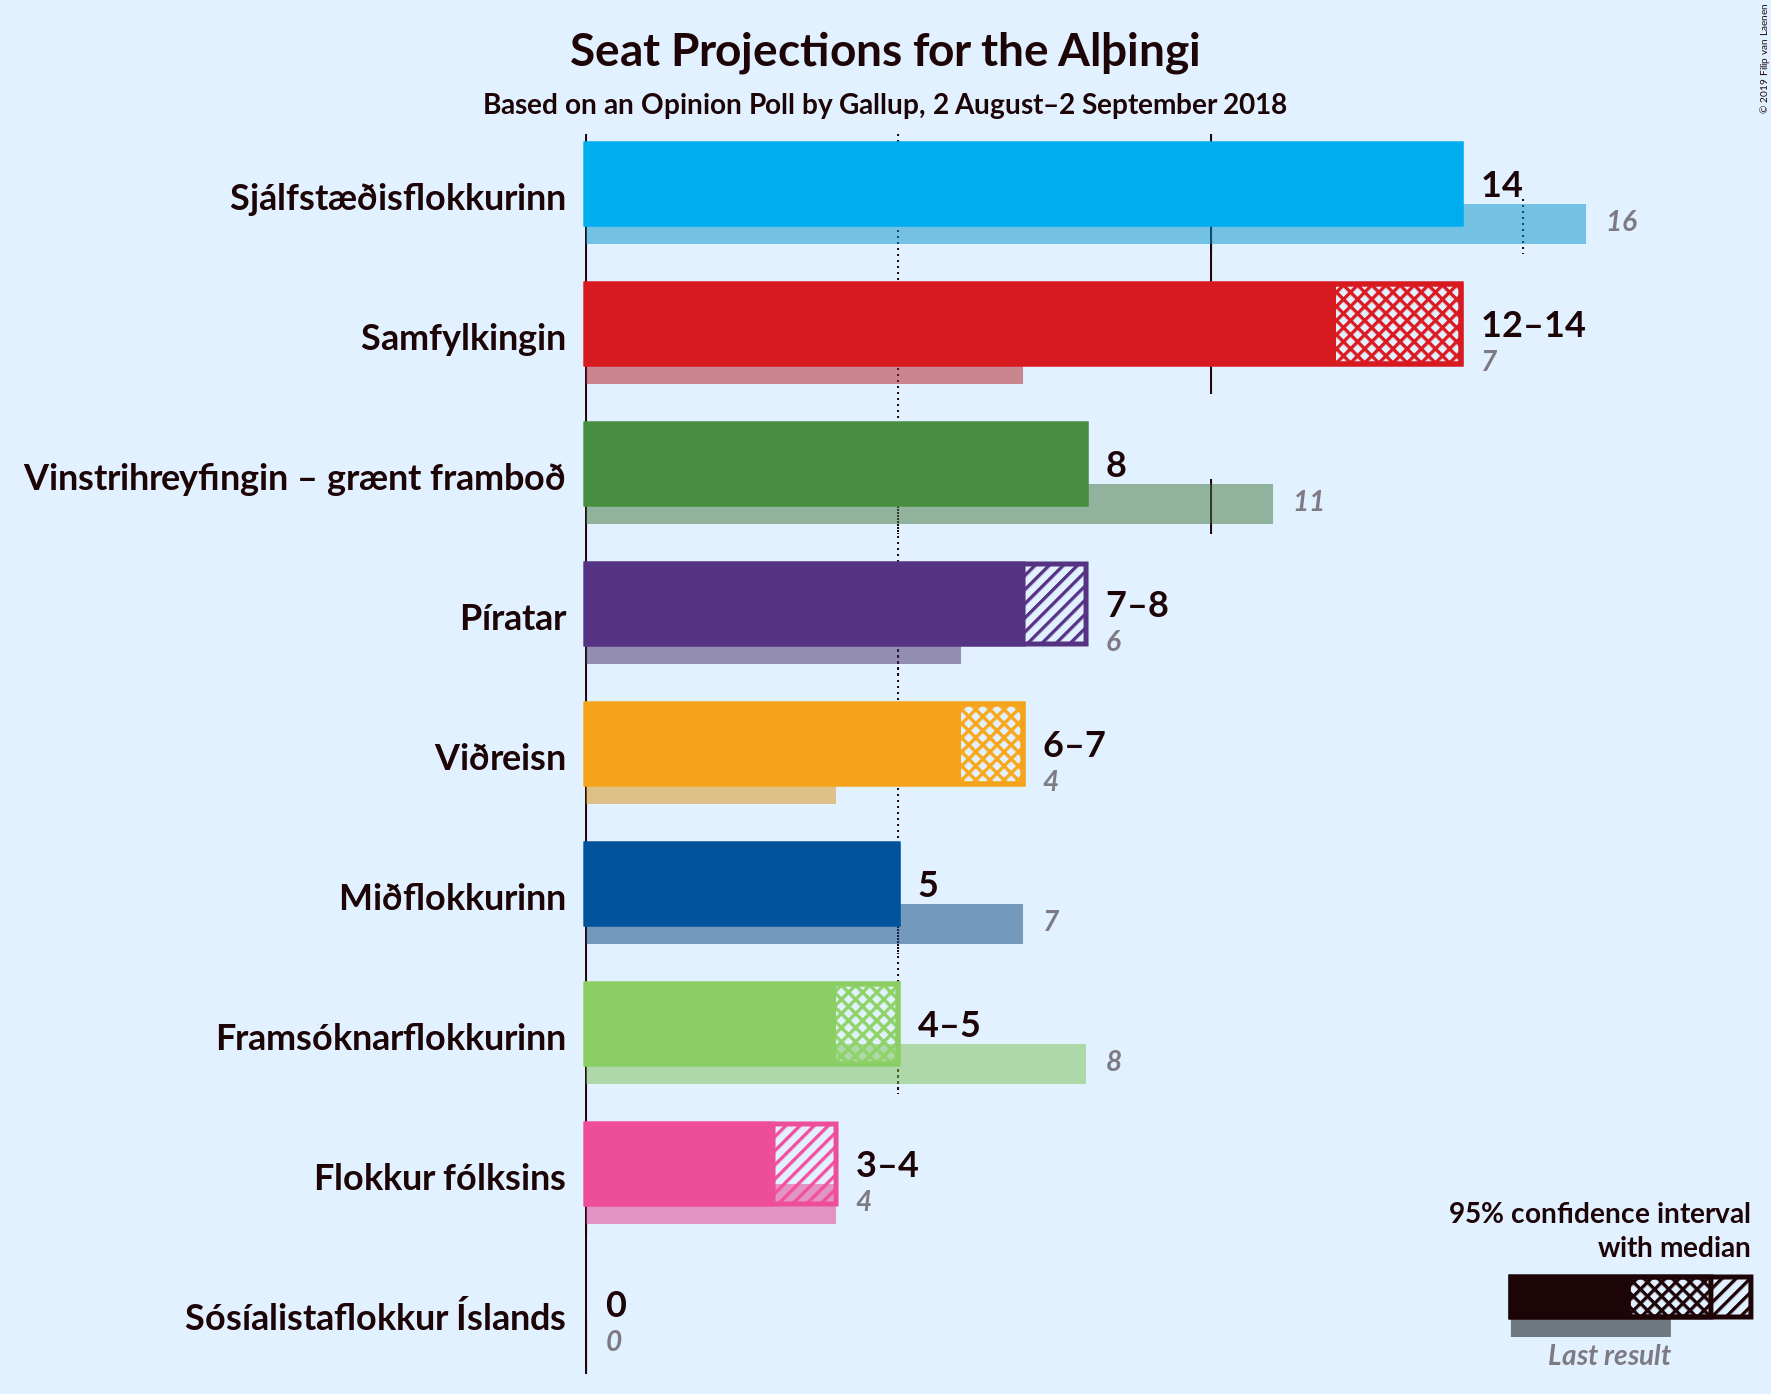 Seat Projections for the Alþingi
Based on an Opinion Poll by Gallup, 2 August–2 September 2018
© 2019 Filip van Laenen
Sjálfstæðisflokkurinn
14
16
Samfylkingin
12–14
7
Vinstrihreyfingin – grænt framboð
8
11
Píratar
7–8
6
Viðreisn
6–7
4
Miðflokkurinn
5
7
Framsóknarflokkurinn
4–5
8
Flokkur fólksins
3–4
4
Sósíalistaflokkur Íslands
0
0
95% confidence interval
with median
Last result